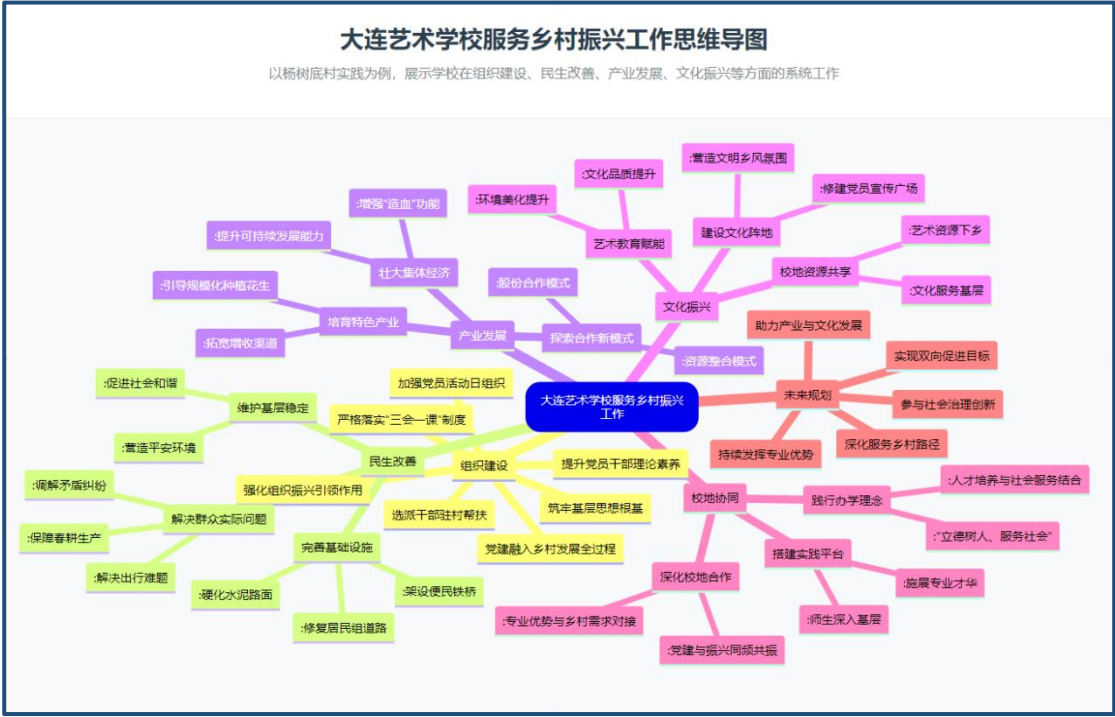 大连艺术学校服务乡村振兴工作思维导图
以杨树底村实践为例，展示学校在组织建设、民生改善、产业发展、文化振兴等方面的系统工作
:营造文明乡风氛围
:文化品质提升
:修建党员宣传广场
:环境美化提升
:增强“造血”功能
:艺术资源下乡
建设文化阵地
:提升可持续发展能力
艺术教育赋能
壮大集体经济
校地资源共享
:股份合作模式
:引导规模化种植花生
:文化服务基层
文化振兴
培育特色产业
助力产业与文化发展
产业发展
探索合作新模式
:拓宽增收渠道
实现双向促进目标
:资源整合模式
:促进社会和谐
加强党员活动日组织
未来规划
大连艺术学校服务乡村振兴
工作
参与社会治理创新
维护基层稳定
严格落实“三会一课”制度
深化服务乡村路径
:营造平安环境
持续发挥专业优势
民生改善
组织建设
提升党员干部理论素养
:人才培养与社会服务结合
:调解矛盾纠纷
强化组织振兴引领作用
校地协同
践行办学理念
筑牢基层思想根基
选派干部驻村帮扶
解决群众实际问题
:“立德树人、服务社会”
:保障春耕生产
完善基础设施
党建融入乡村发展全过程
搭建实践平台
:解决出行难题
深化校地合作
:施展专业才华
:硬化水泥路面
:架设便民铁桥
:专业优势与乡村需求对接
:师生深入基层
:修复居民组道路
:党建与振兴同频共振